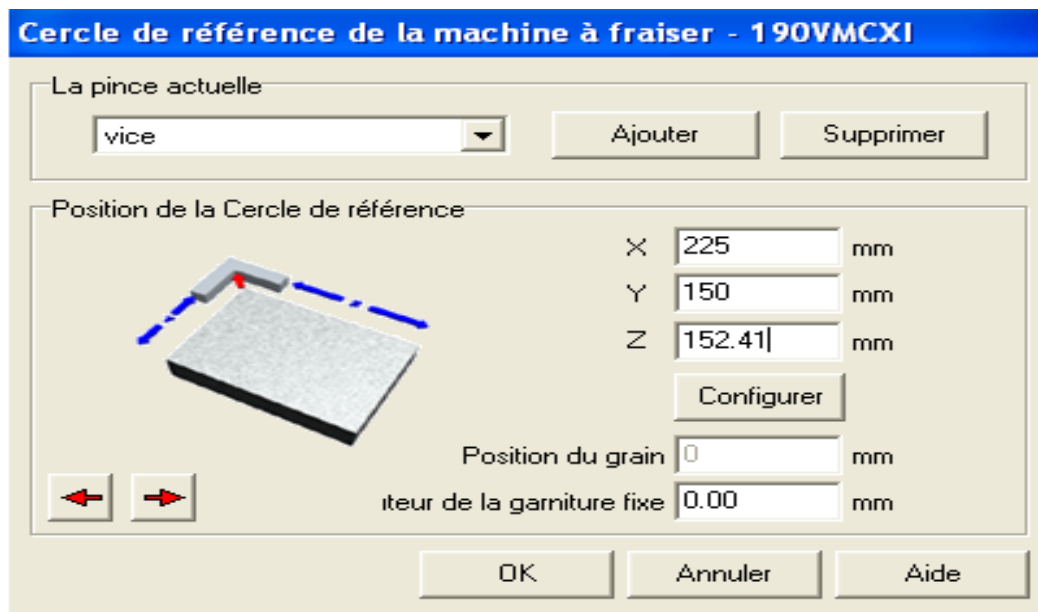 Cercle de référence de la machine à fraiser - 190VMCXI
La pince actuelle
vice
Ajouter
Supprimer
Position de la Cercle de référence
X 225 mm
Y 150 mm
Z 152.41 mm
Configurer
Position du grain 0 mm
iteur de la garniture fixe 0.00 mm
OK
Annuler
Aide